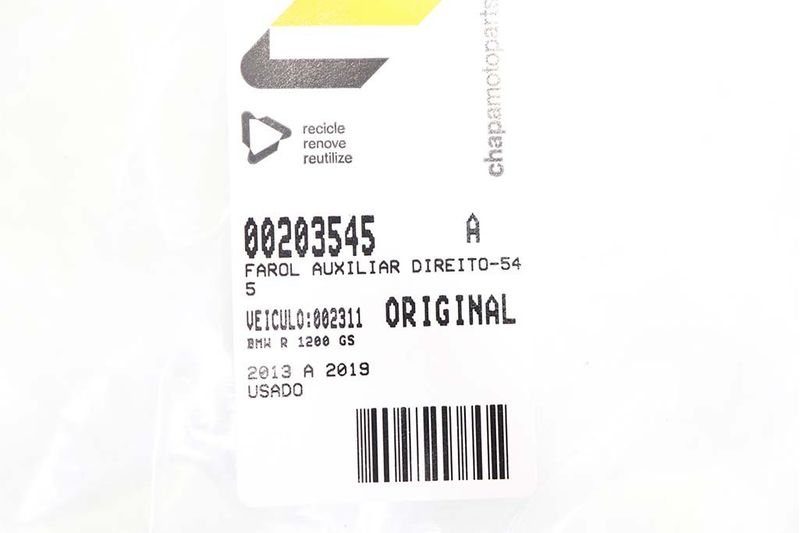 chapamotoparts
recicle
renove
reutilize
00203545 A
FAROL AUXILIAR DIREITO-54
5
VEICULO:002311 ORIGINAL
BMW R 1200 GS
2013 A 2019
USADO